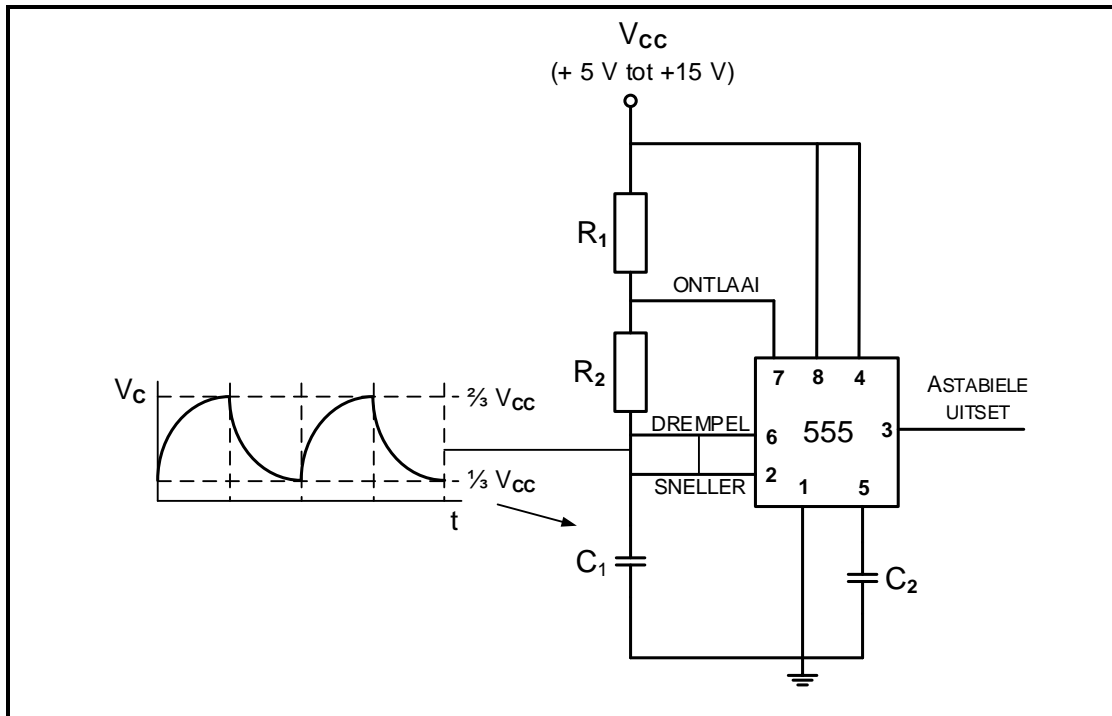 VCC
(+ 5 V tot +15 V)
R1
ONTLAAI
R2
7 8 4
ASTABIELE
UITSET
VC
⅔ VCC
DREMPEL
6 555 3
SNELLER
2
⅓ VCC
1 5
t
C1
C2